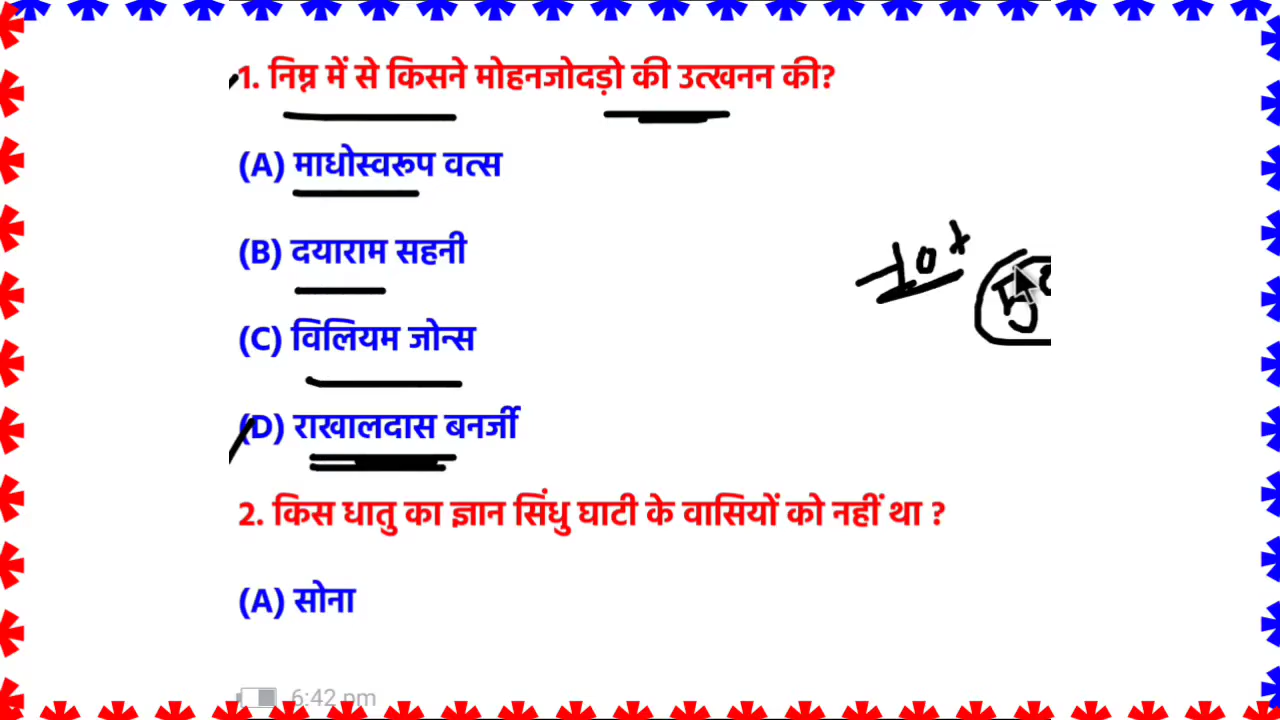 1. निम्न में से किसने मोहनजोदड़ो की उत्खनन की?
(A) माधोस्वरूप वत्स
(B) दयाराम सहनी
(C) विलियम जोन्स
(D) राखालदास बनर्जी
2. किस धातु का ज्ञान सिंधु घाटी के वासियों को नहीं था ?
(A) सोना
6:42 pm